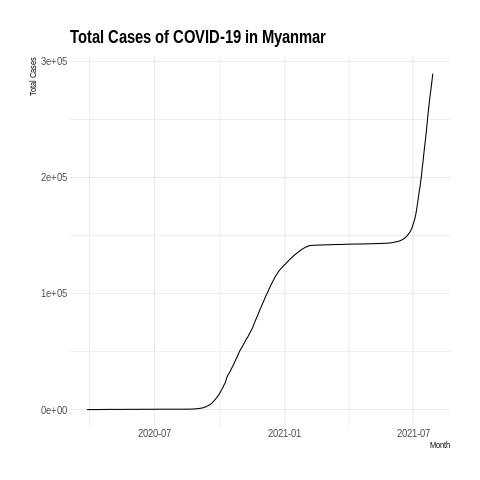 Total Cases of COVID-19 in Myanmar
Total Cases
3e+05
2e+05
1e+05
0e+00
2020-07
2021-01
2021-07
Month